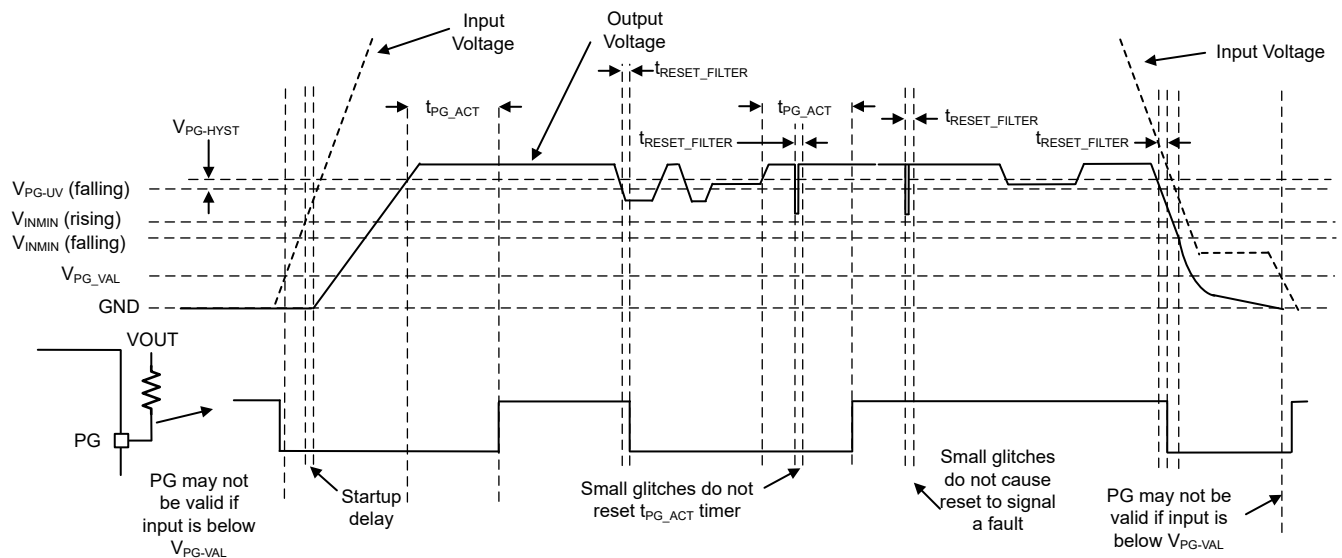 Input
Voltage
Output
Voltage
Input Voltage
tRESET_FILTER
tPG_ACT
tPG_ACT
tRESET_FILTER
VPG-HYST
tRESET_FILTER
tRESET_FILTER
VPG-UV (falling)
VINMIN (rising)
VINMIN (falling)
VPG_VAL
GND
VOUT
PG
PG may not
be valid if
input is below
VPG-VAL
Startup
delay
Small glitches do not
reset tPG_ACT timer
Small glitches
do not cause
reset to signal
a fault
PG may not be
valid if input is
below VPG-VAL